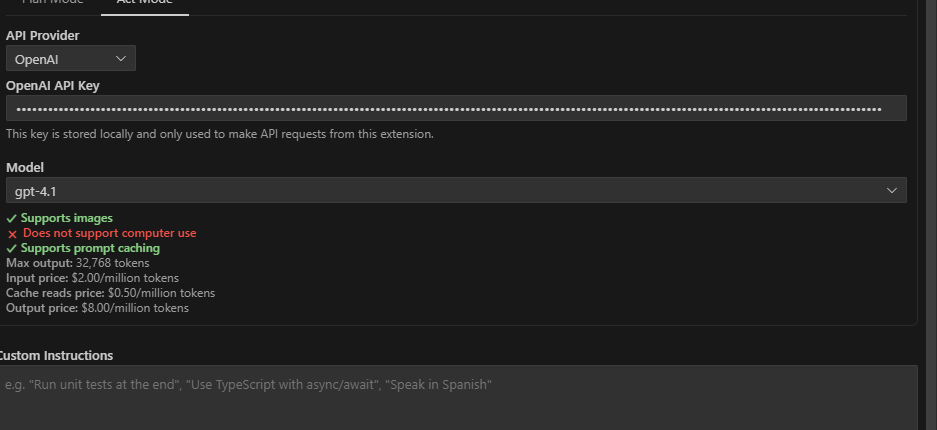 Plan Mode Act Mode
API Provider
OpenAI
OpenAI API Key
••••••••••••••••••••••••••••••••••••••••••••••••••••••••••••••••••••••••••••••••••••••••••••••••••••••••••••••••••••••••••••••••••••••••••••••••••••••••••••••••••••
This key is stored locally and only used to make API requests from this extension.
Model
gpt-4.1
✓ Supports images
✕ Does not support computer use
✓ Supports prompt caching
Max output: 32,768 tokens
Input price: $2.00/million tokens
Cache reads price: $0.50/million tokens
Output price: $8.00/million tokens
Custom Instructions
e.g. "Run unit tests at the end", "Use TypeScript with async/await", "Speak in Spanish"